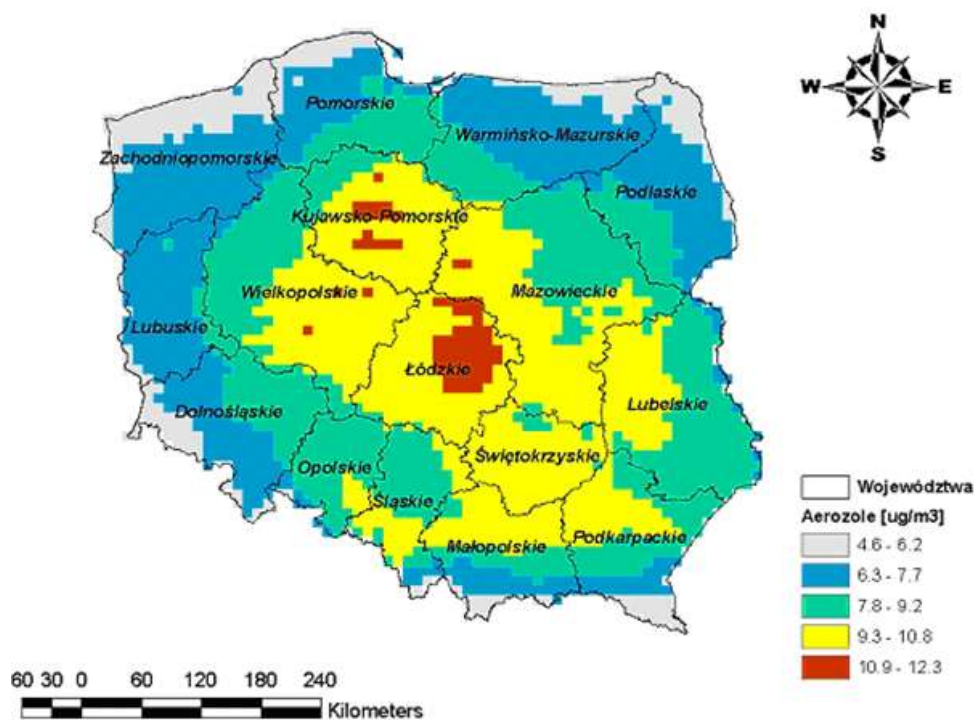 N
W E
S
Pomorskie
Warmińsko-Mazurskie
Zachodniopomorskie
Podlaskie
Kujawsko-Pomorskie
Wielkopolskie
Mazowieckie
Lubuskie
Łódzkie
Dolnośląskie
Lubelskie
Świętokrzyskie
Opolskie
Śląskie
Małopolskie
Podkarpackie
Województwa
Aerozole [ug/m3]
4.6 - 6.2
6.3 - 7.7
7.8 - 9.2
9.3 - 10.8
10.9 - 12.3
60 30 0 60 120 180 240
Kilometers